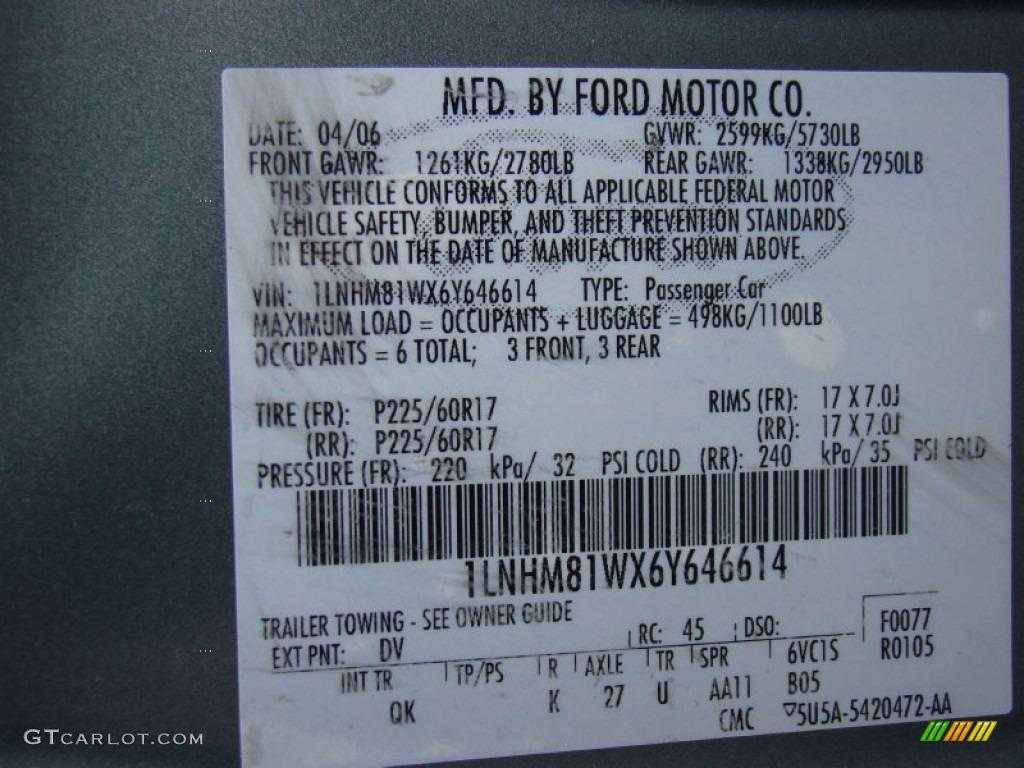 MFD. BY FORD MOTOR CO.
DATE: 04/06 GVWR: 2599KG/5730LB
FRONT GAWR: 1261KG/2780LB REAR GAWR: 1338KG/2950LB
THIS VEHICLE CONFORMS TO ALL APPLICABLE FEDERAL MOTOR
VEHICLE SAFETY, BUMPER, AND THEFT PREVENTION STANDARDS
IN EFFECT ON THE DATE OF MANUFACTURE SHOWN ABOVE.
VIN: 1LNHM81WX6Y646614 TYPE: Passenger Car
MAXIMUM LOAD = OCCUPANTS + LUGGAGE = 498KG/1100LB
OCCUPANTS = 6 TOTAL; 3 FRONT, 3 REAR
TIRE (FR): P225/60R17 RIMS (FR): 17 X 7.0J
(RR): P225/60R17 (RR): 17 X 7.0J
PRESSURE (FR): 220 kPa/ 32 PSI COLD (RR): 240 kPa/ 35 PSI COLD
1LNHM81WX6Y646614
TRAILER TOWING - SEE OWNER GUIDE F0077
EXT PNT: DV RC: 45 DSO: R0105
INT TR TP/PS R AXLE TR SPR 6VC1S
QK K 27 U AA11 B05
CMC ▽5U5A-5420472-AA
GTCARLOT.COM